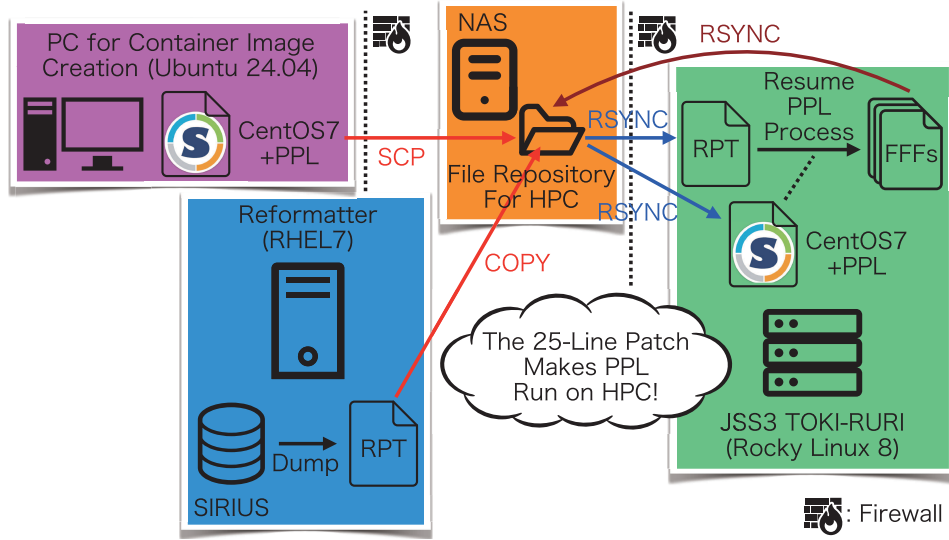 PC for Container Image
Creation (Ubuntu 24.04)
S
CentOS7
+PPL
SCP
NAS
File Repository
For HPC
RSYNC
RSYNC
RSYNC
Resume
PPL
Process
RPT
FFFs
S
CentOS7
+PPL
JSS3 TOKI-RURI
(Rocky Linux 8)
Reformatter
(RHEL7)
COPY
SIRIUS
Dump
RPT
The 25-Line Patch
Makes PPL
Run on HPC!
: Firewall